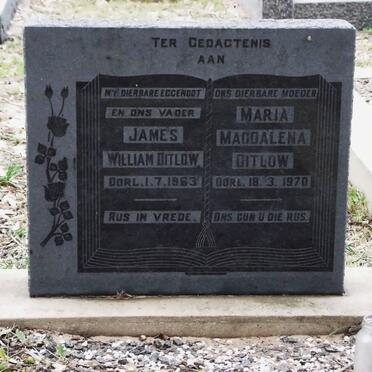 TER GEDAGTENIS
AAN
MY DIERBARE EGGENOOT
EN ONS VADER
JAMES
WILLIAM DITLOW
OORL. 1.7.1963
RUS IN VREDE.
ONS DIERBARE MOEDER
MARIA
MAGDALENA
DITLOW
OORL. 18.3.1970
ONS GUN U DIE RUS.